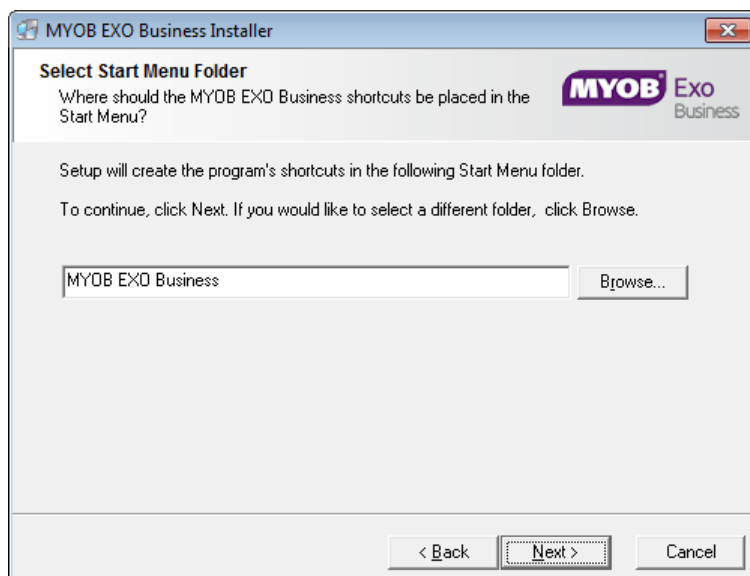 MYOB EXO Business Installer
Select Start Menu Folder
Where should the MYOB EXO Business shortcuts be placed in the
Start Menu?
MYOB Exo
Business
Setup will create the program's shortcuts in the following Start Menu folder.
To continue, click Next. If you would like to select a different folder, click Browse.
MYOB EXO Business
Browse...
< Back
Next >
Cancel